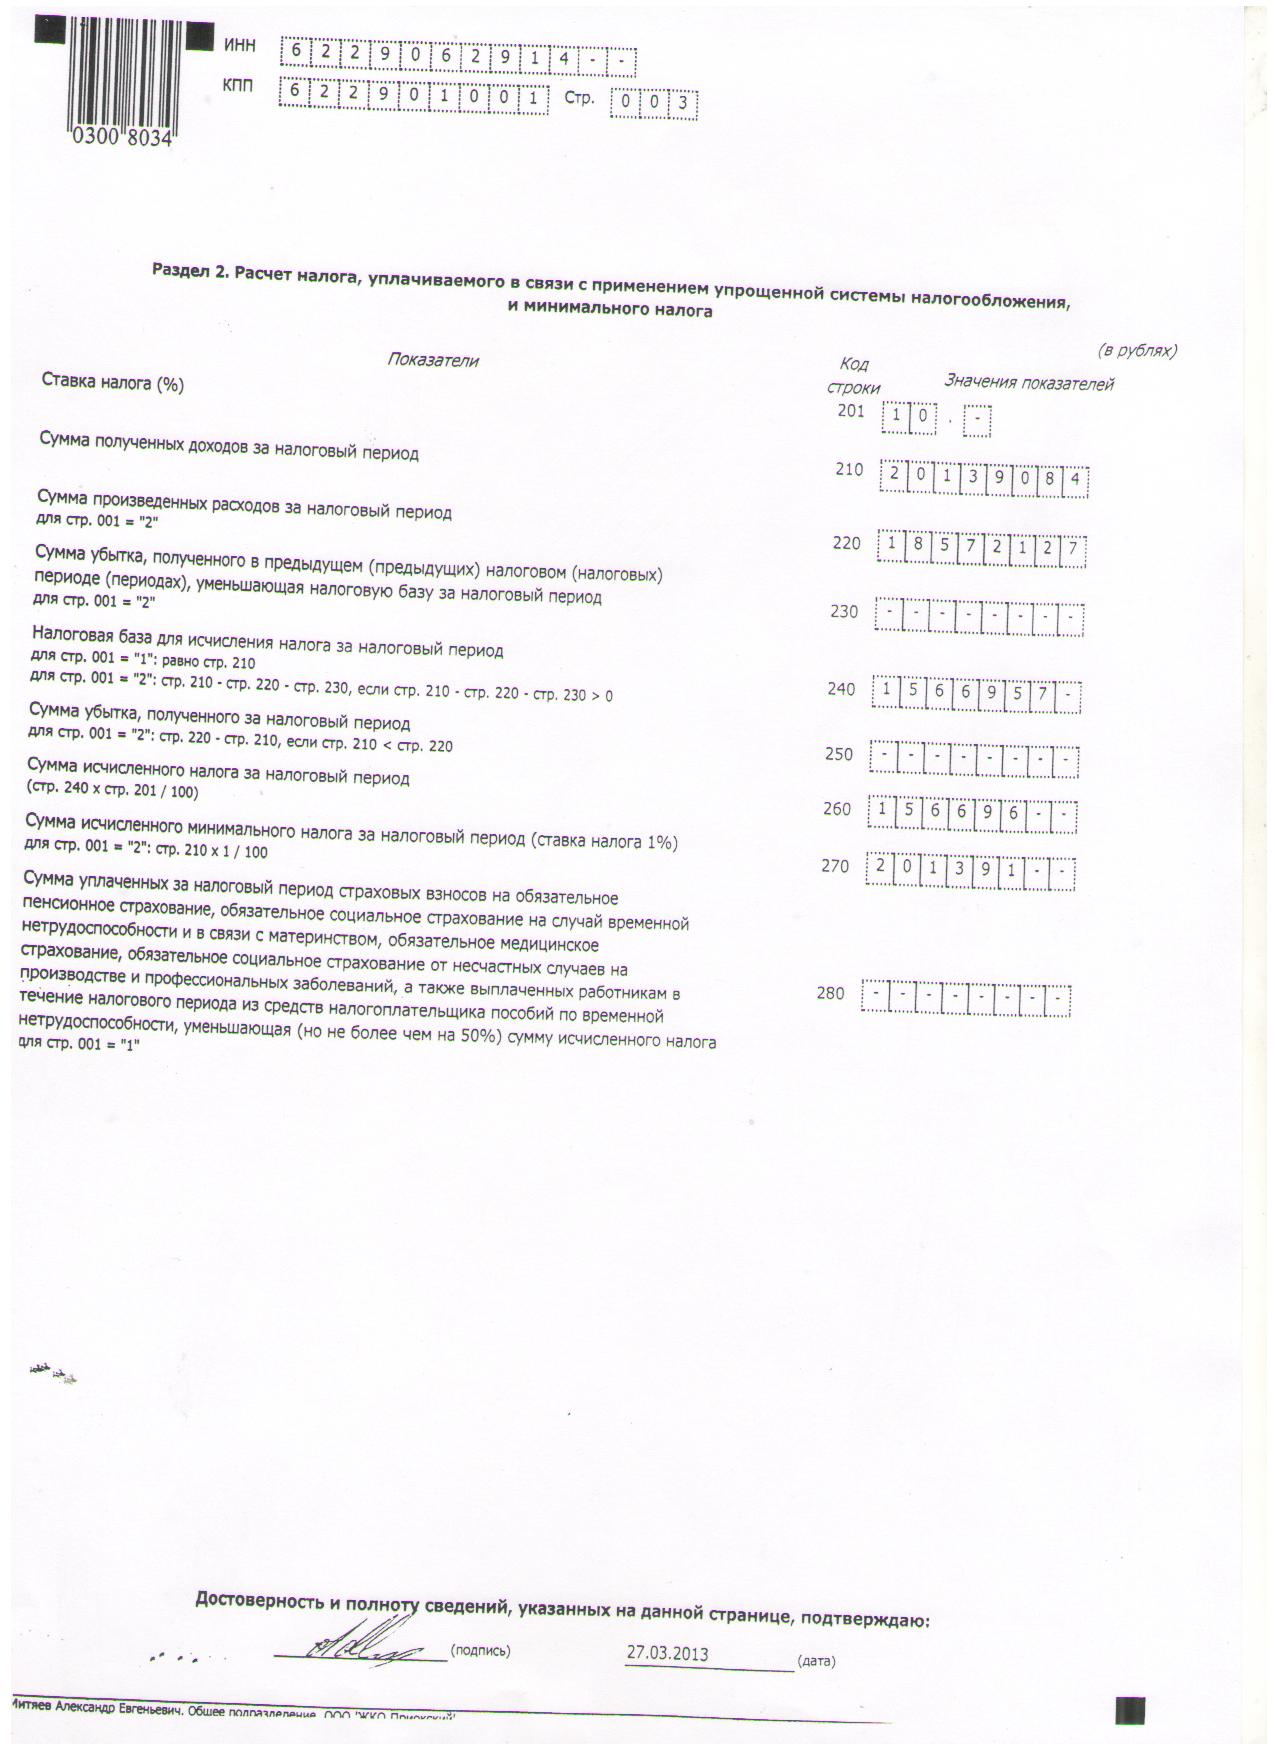 ИНН 6229062914--
КПП 622901001 Стр. 003
0300 8034
Раздел 2. Расчет налога, уплачиваемого в связи с применением упрощенной системы налогообложения,
и минимального налога
(в рублях)
Показатели Код строки Значения показателей
Ставка налога (%) 201 10 . -
Сумма полученных доходов за налоговый период 210 20139084
Сумма произведенных расходов за налоговый период
для стр. 001 = "2" 220 18572127
Сумма убытка, полученного в предыдущем (предыдущих) налоговом (налоговых)
периоде (периодах), уменьшающая налоговую базу за налоговый период
для стр. 001 = "2" 230 --------
Налоговая база для исчисления налога за налоговый период
для стр. 001 = "1": равно стр. 210
для стр. 001 = "2": стр. 210 - стр. 220 - стр. 230, если стр. 210 - стр. 220 - стр. 230 > 0 240 1566957-
Сумма убытка, полученного за налоговый период
для стр. 001 = "2": стр. 220 - стр. 210, если стр. 210 < стр. 220 250 --------
Сумма исчисленного налога за налоговый период
(стр. 240 х стр. 201 / 100) 260 156696--
Сумма исчисленного минимального налога за налоговый период (ставка налога 1%)
для стр. 001 = "2": стр. 210 х 1 / 100 270 201391--
Сумма уплаченных за налоговый период страховых взносов на обязательное
пенсионное страхование, обязательное социальное страхование на случай временной
нетрудоспособности и в связи с материнством, обязательное медицинское
страхование, обязательное социальное страхование от несчастных случаев на
производстве и профессиональных заболеваний, а также выплаченных работникам в
течение налогового периода из средств налогоплательщика пособий по временной
нетрудоспособности, уменьшающая (но не более чем на 50%) сумму исчисленного налога
для стр. 001 = "1" 280 --------
Достоверность и полноту сведений, указанных на данной странице, подтверждаю:
(подпись) 27.03.2013 (дата)
Митяев Александр Евгеньевич. Общее подразделение. ООО "ЖКО Приокский"